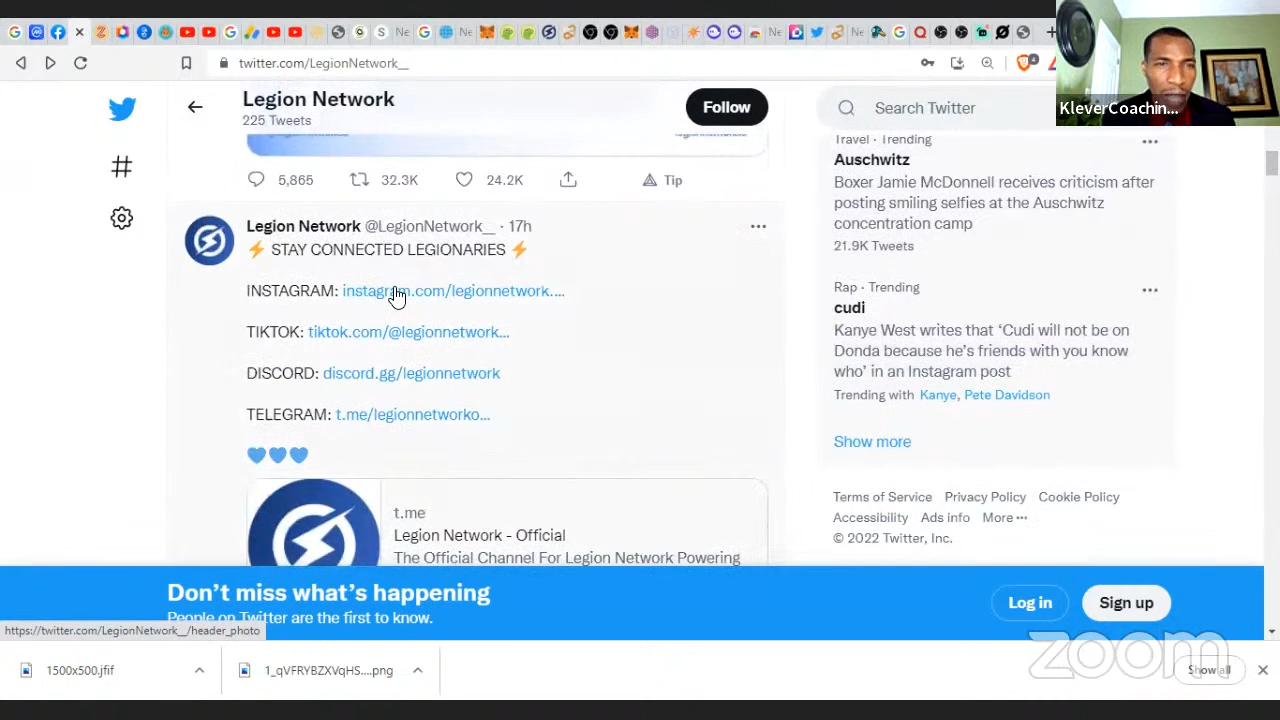 twitter.com/LegionNetwork__
4
KleverCoachin...
Legion Network
225 Tweets
Follow
Search Twitter
5,865
32.3K
24.2K
Tip
Legion Network @LegionNetwork__ · 17h
⚡ STAY CONNECTED LEGIONARIES ⚡
INSTAGRAM: instagram.com/legionnetwork....
TIKTOK: tiktok.com/@legionnetwork...
DISCORD: discord.gg/legionnetwork
TELEGRAM: t.me/legionnetworko...
💙💙💙
t.me
Legion Network - Official
The Official Channel For Legion Network Powering
Travel · Trending
Auschwitz
Boxer Jamie McDonnell receives criticism after
posting smiling selfies at the Auschwitz
concentration camp
21.9K Tweets
Rap · Trending
cudi
Kanye West writes that ‘Cudi will not be on
Donda because he’s friends with you know
who’ in an Instagram post
Trending with Kanye, Pete Davidson
Show more
Terms of Service Privacy Policy Cookie Policy
Accessibility Ads info More ···
© 2022 Twitter, Inc.
Don’t miss what’s happening
People on Twitter are the first to know.
Log in
Sign up
https://twitter.com/LegionNetwork__/header_photo
1500x500.jfif
1_qVFRYBZXVqHS....png
Show all
zoom